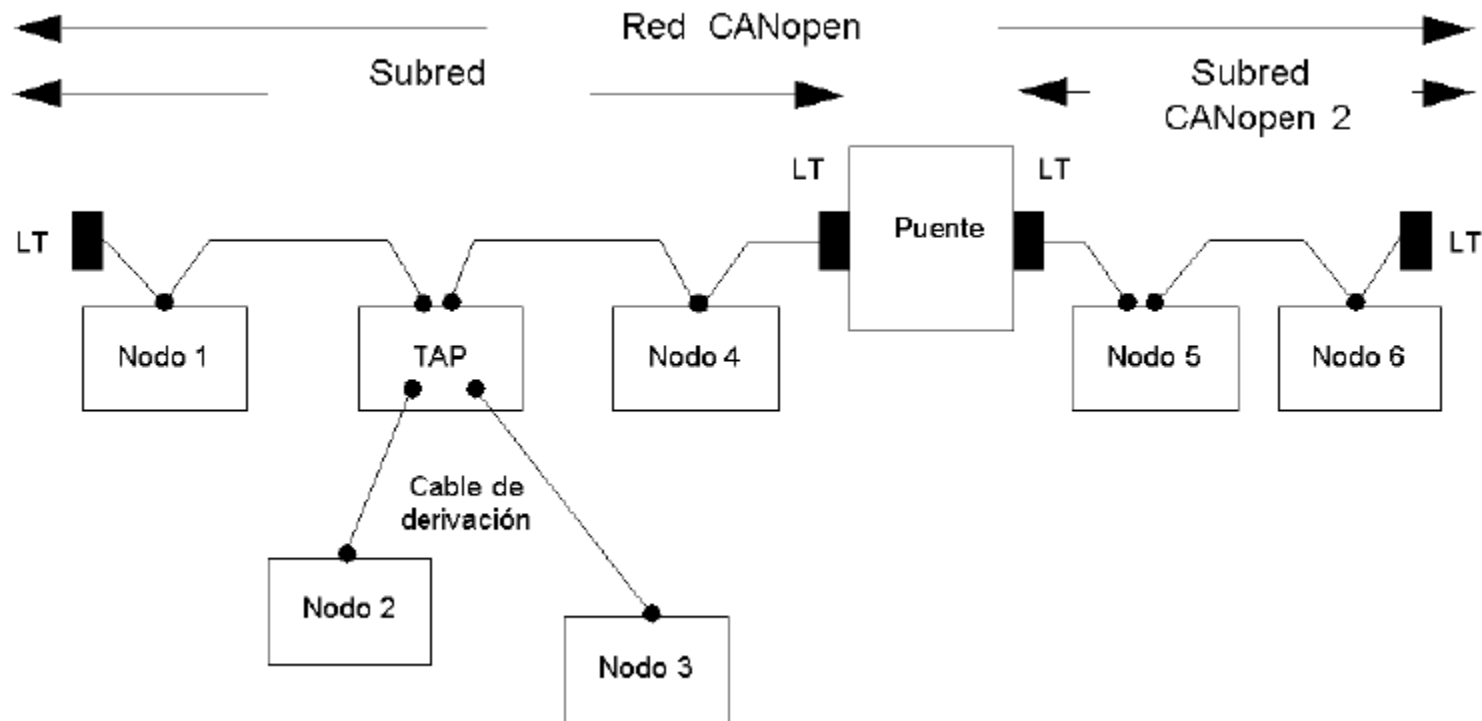 Red CANopen
Subred
Subred
CANopen 2
LT
LT
Puente
LT
LT
Nodo 1
TAP
Nodo 4
Nodo 5
Nodo 6
Cable de
derivación
Nodo 2
Nodo 3